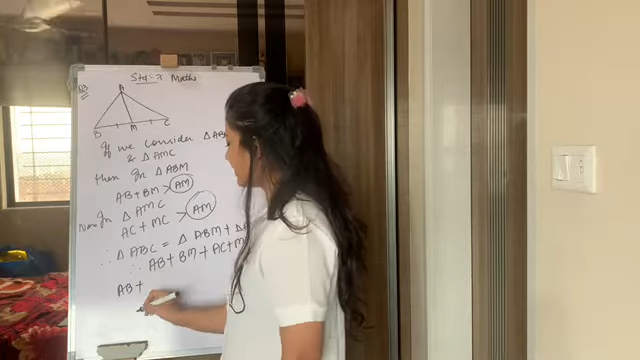 Std :- 7 Maths
Q3
A
B M C
If we consider △AB
& △AMC
then In △ABM
AB+BM > AM
Now In △AMC
AC + MC > AM
∴ △ABC = △ABM + △
∴ AB + BM + AC + M
AB +